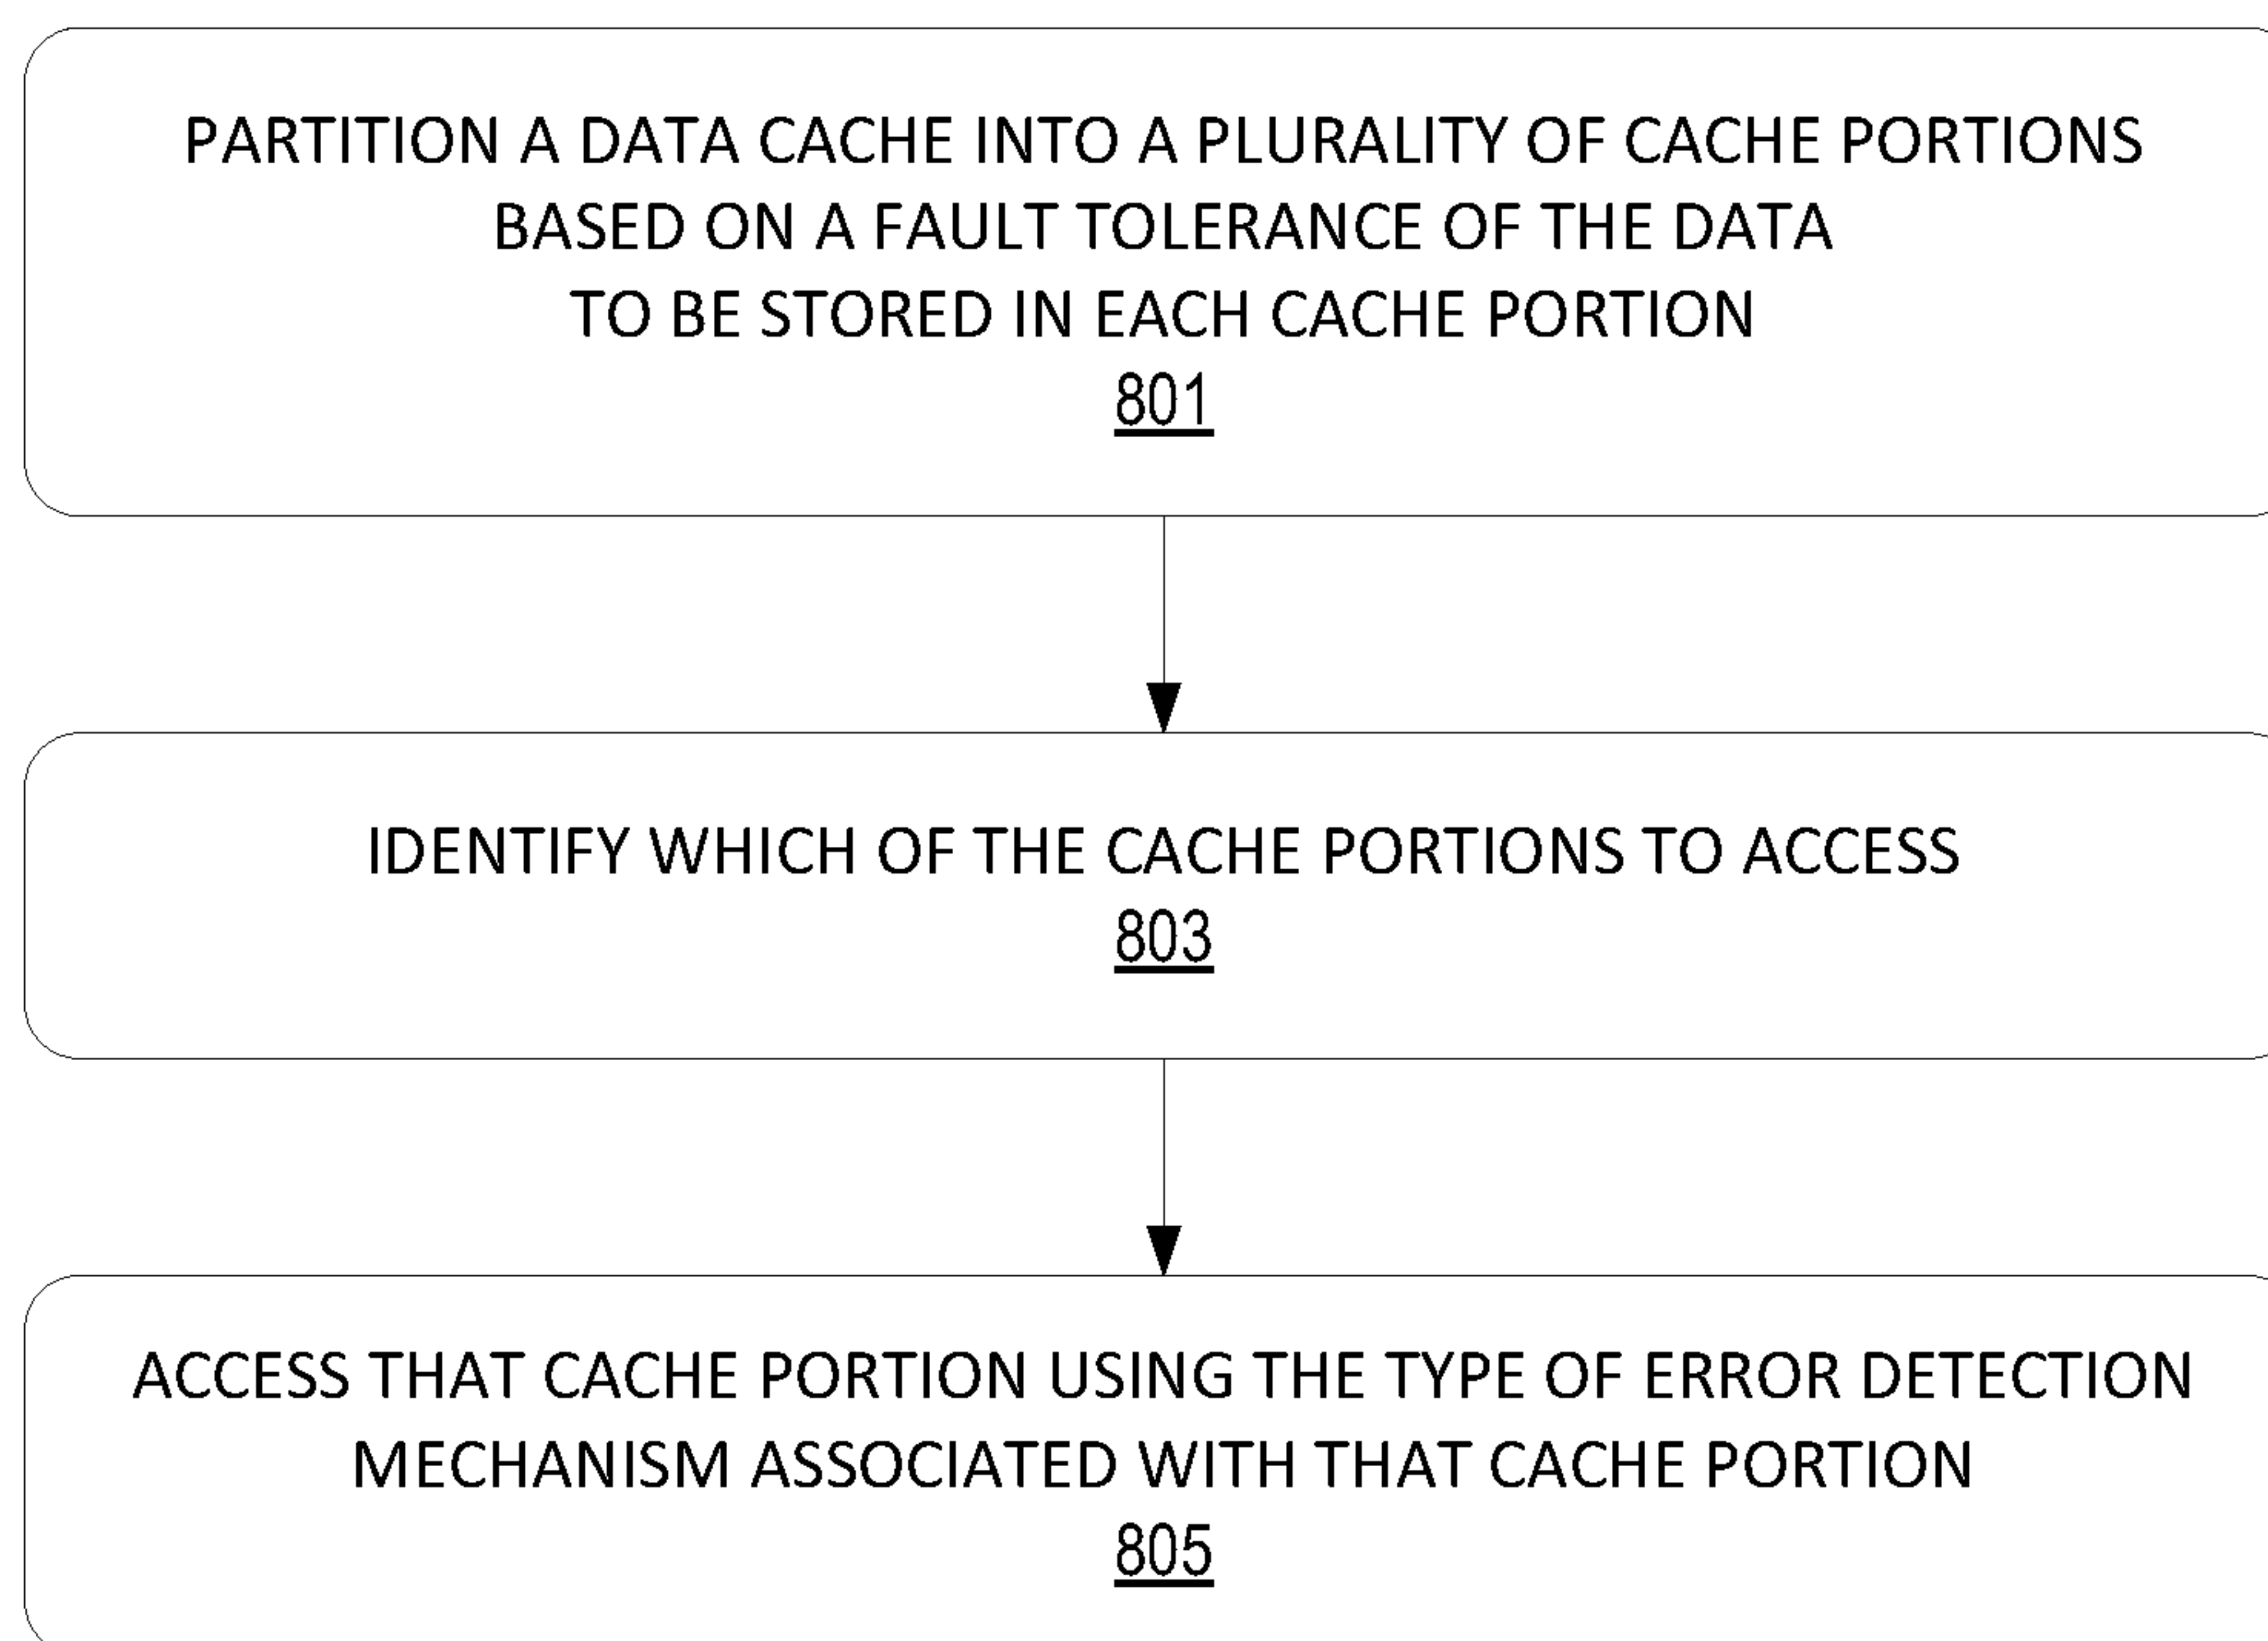 PARTITION A DATA CACHE INTO A PLURALITY OF CACHE PORTIONS
BASED ON A FAULT TOLERANCE OF THE DATA
TO BE STORED IN EACH CACHE PORTION
801
IDENTIFY WHICH OF THE CACHE PORTIONS TO ACCESS
803
ACCESS THAT CACHE PORTION USING THE TYPE OF ERROR DETECTION
MECHANISM ASSOCIATED WITH THAT CACHE PORTION
805